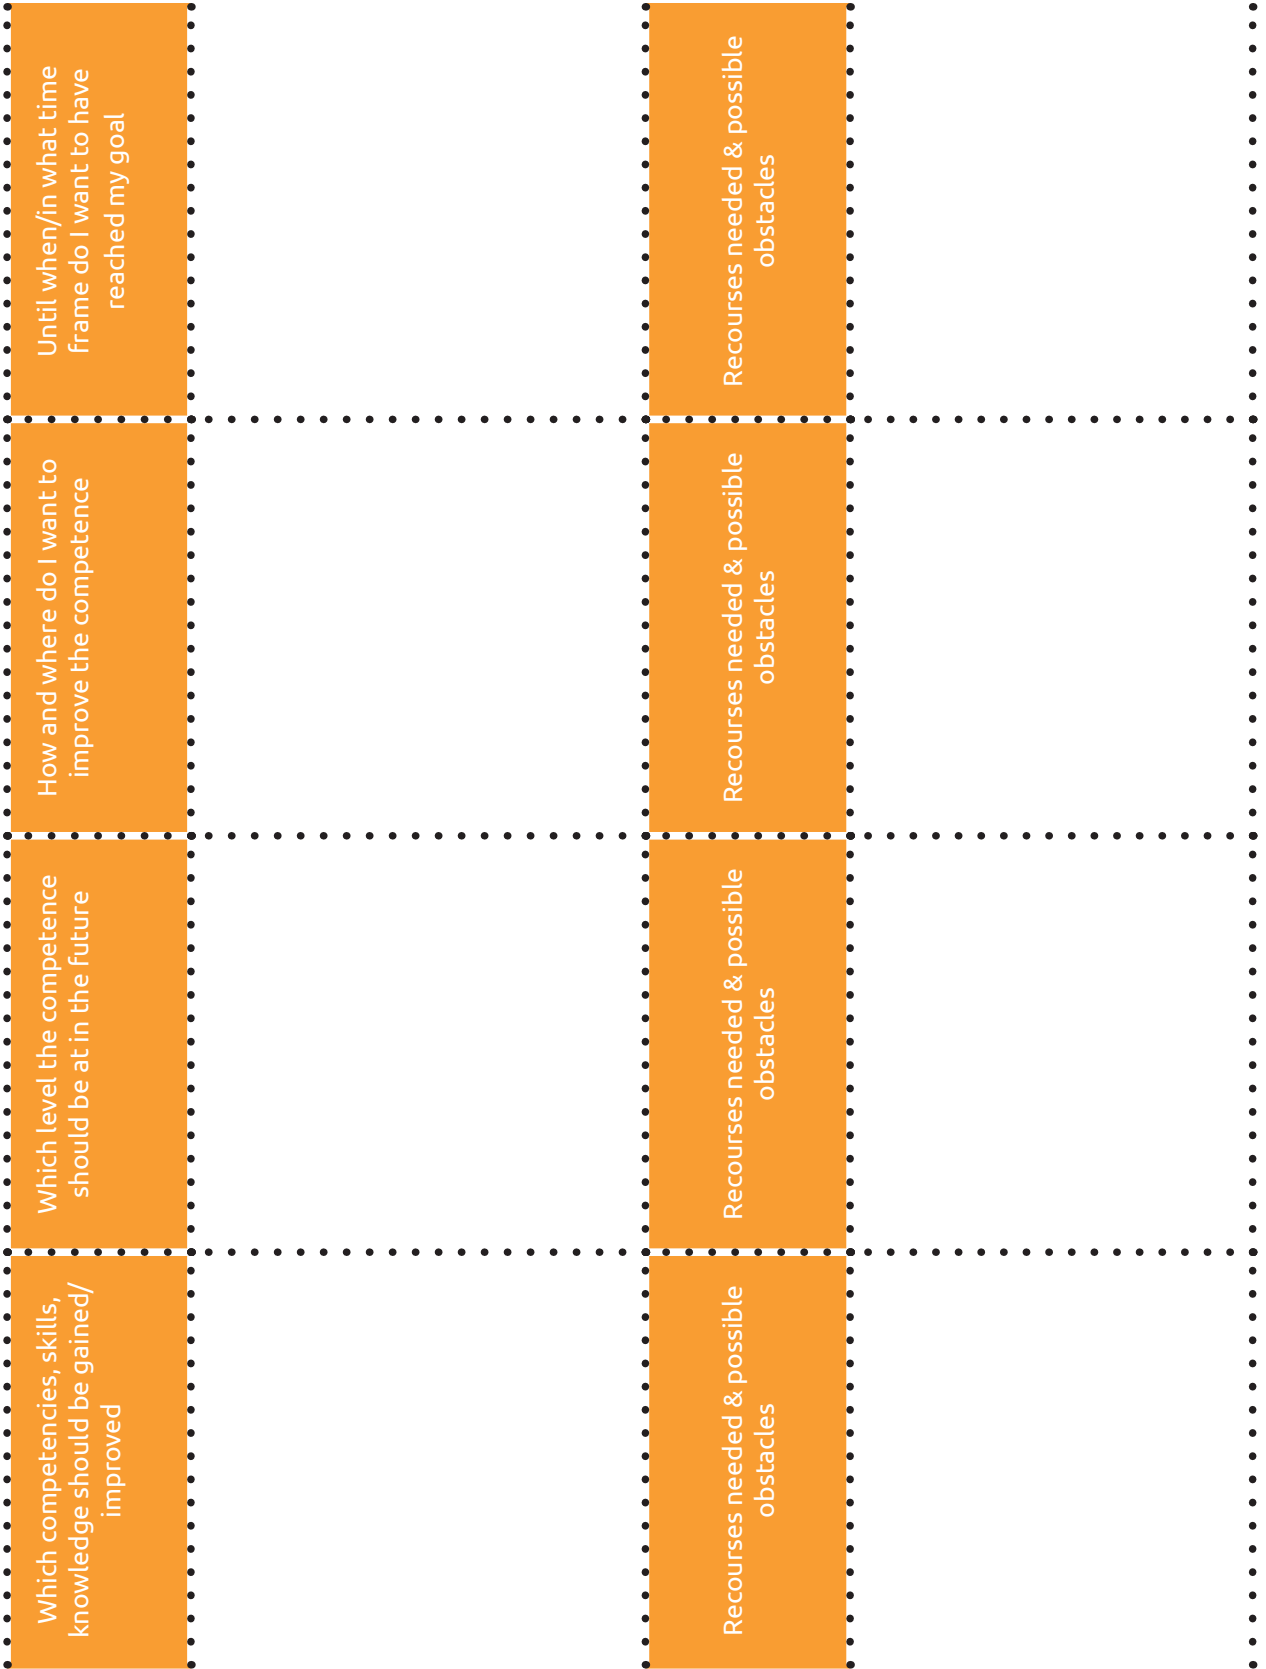 Which competencies, skills,
knowledge should be gained/
improved
Which level the competence
should be at in the future
How and where do I want to
improve the competence
Until when/in what time
frame do I want to have
reached my goal
Recourses needed & possible
obstacles
Recourses needed & possible
obstacles
Recourses needed & possible
obstacles
Recourses needed & possible
obstacles